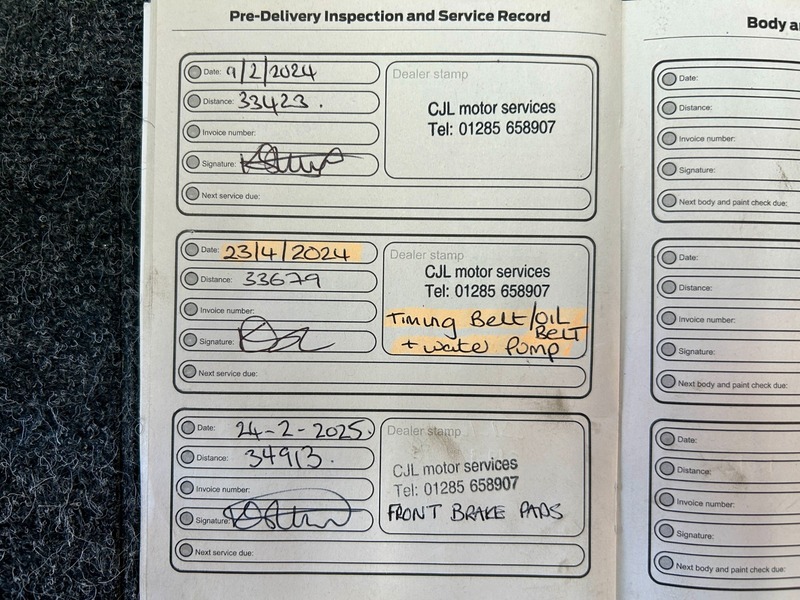 Pre-Delivery Inspection and Service Record
Date: 9/2/2024
Distance: 33423.
Invoice number:
Signature:
Next service due:
Dealer stamp
CJL motor services
Tel: 01285 658907
Date: 23/4/2024
Distance: 33679
Invoice number:
Signature:
Next service due:
Dealer stamp
CJL motor services
Tel: 01285 658907
Timing Belt/OIL
BELT
+ water Pump
Date: 24-2-2025.
Distance: 34913.
Invoice number:
Signature:
Next service due:
Dealer stamp
CJL motor services
Tel: 01285 658907
FRONT BRAKE PADS
Body
Date:
Distance:
Invoice number:
Signature:
Next body and paint check due:
Date:
Distance:
Invoice number:
Signature:
Next body and paint check due:
Date:
Distance:
Invoice number:
Signature:
Next body and paint check due: